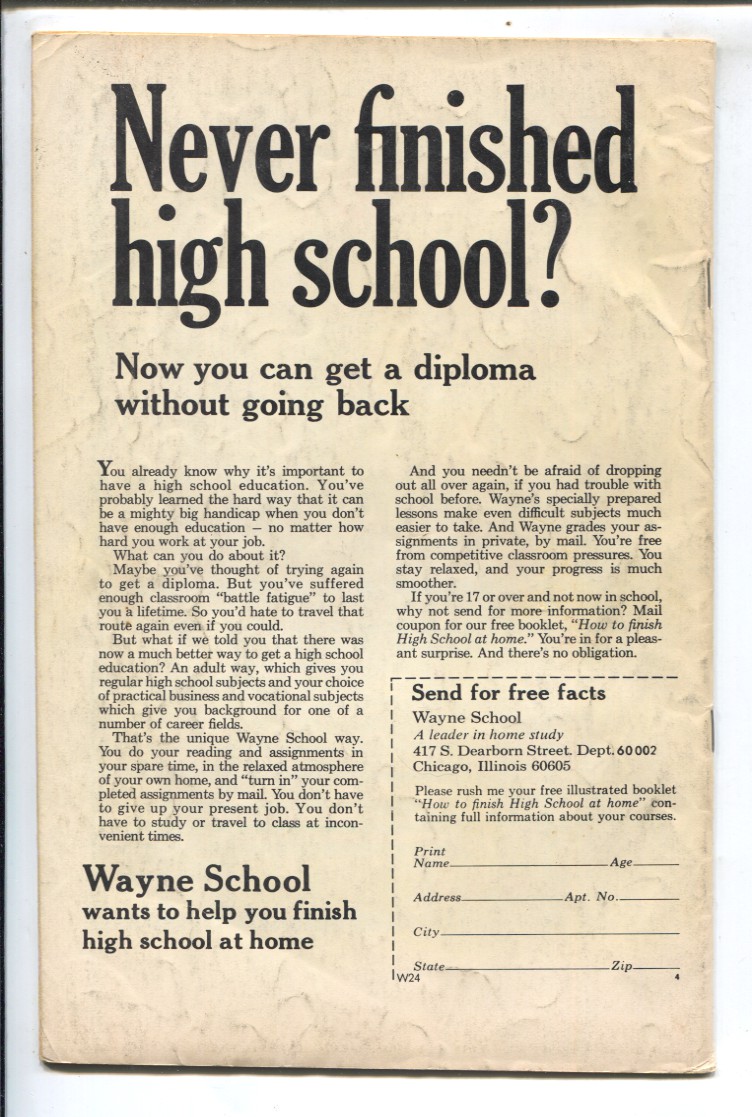 Never finished
high school?
Now you can get a diploma
without going back
You already know why it's important to
have a high school education. You've
probably learned the hard way that it can
be a mighty big handicap when you don't
have enough education — no matter how
hard you work at your job.
What can you do about it?
Maybe you've thought of trying again
to get a diploma. But you've suffered
enough classroom "battle fatigue" to last
you a lifetime. So you'd hate to travel that
route again even if you could.
But what if we told you that there was
now a much better way to get a high school
education? An adult way, which gives you
regular high school subjects and your choice
of practical business and vocational subjects
which give you background for one of a
number of career fields.
That's the unique Wayne School way.
You do your reading and assignments in
your spare time, in the relaxed atmosphere
of your own home, and "turn in" your com-
pleted assignments by mail. You don't have
to give up your present job. You don't
have to study or travel to class at incon-
venient times.
Wayne School
wants to help you finish
high school at home
And you needn't be afraid of dropping
out all over again, if you had trouble with
school before. Wayne's specially prepared
lessons make even difficult subjects much
easier to take. And Wayne grades your as-
signments in private, by mail. You're free
from competitive classroom pressures. You
stay relaxed, and your progress is much
smoother.
If you're 17 or over and not now in school,
why not send for more information? Mail
coupon for our free booklet, "How to finish
High School at home." You're in for a pleas-
ant surprise. And there's no obligation.
Send for free facts
Wayne School
A leader in home study
417 S. Dearborn Street. Dept. 60 002
Chicago, Illinois 60605
Please rush me your free illustrated booklet
"How to finish High School at home" con-
taining full information about your courses.
Print
Name Age
Address Apt. No.
City
State Zip
W24 4